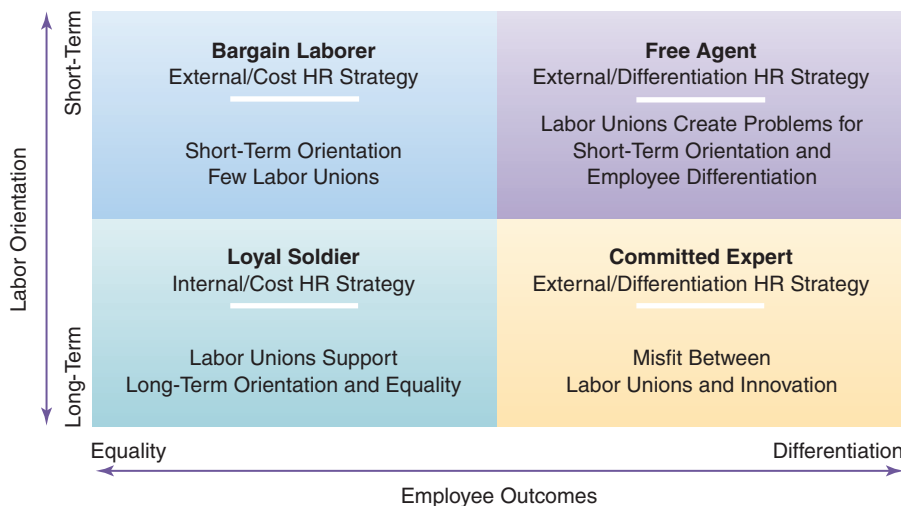 Labor Orientation
Short-Term
Long-Term
Bargain Laborer
External/Cost HR Strategy
Short-Term Orientation
Few Labor Unions
Free Agent
External/Differentiation HR Strategy
Labor Unions Create Problems for
Short-Term Orientation and
Employee Differentiation
Loyal Soldier
Internal/Cost HR Strategy
Labor Unions Support
Long-Term Orientation and Equality
Committed Expert
External/Differentiation HR Strategy
Misfit Between
Labor Unions and Innovation
Equality
Differentiation
Employee Outcomes